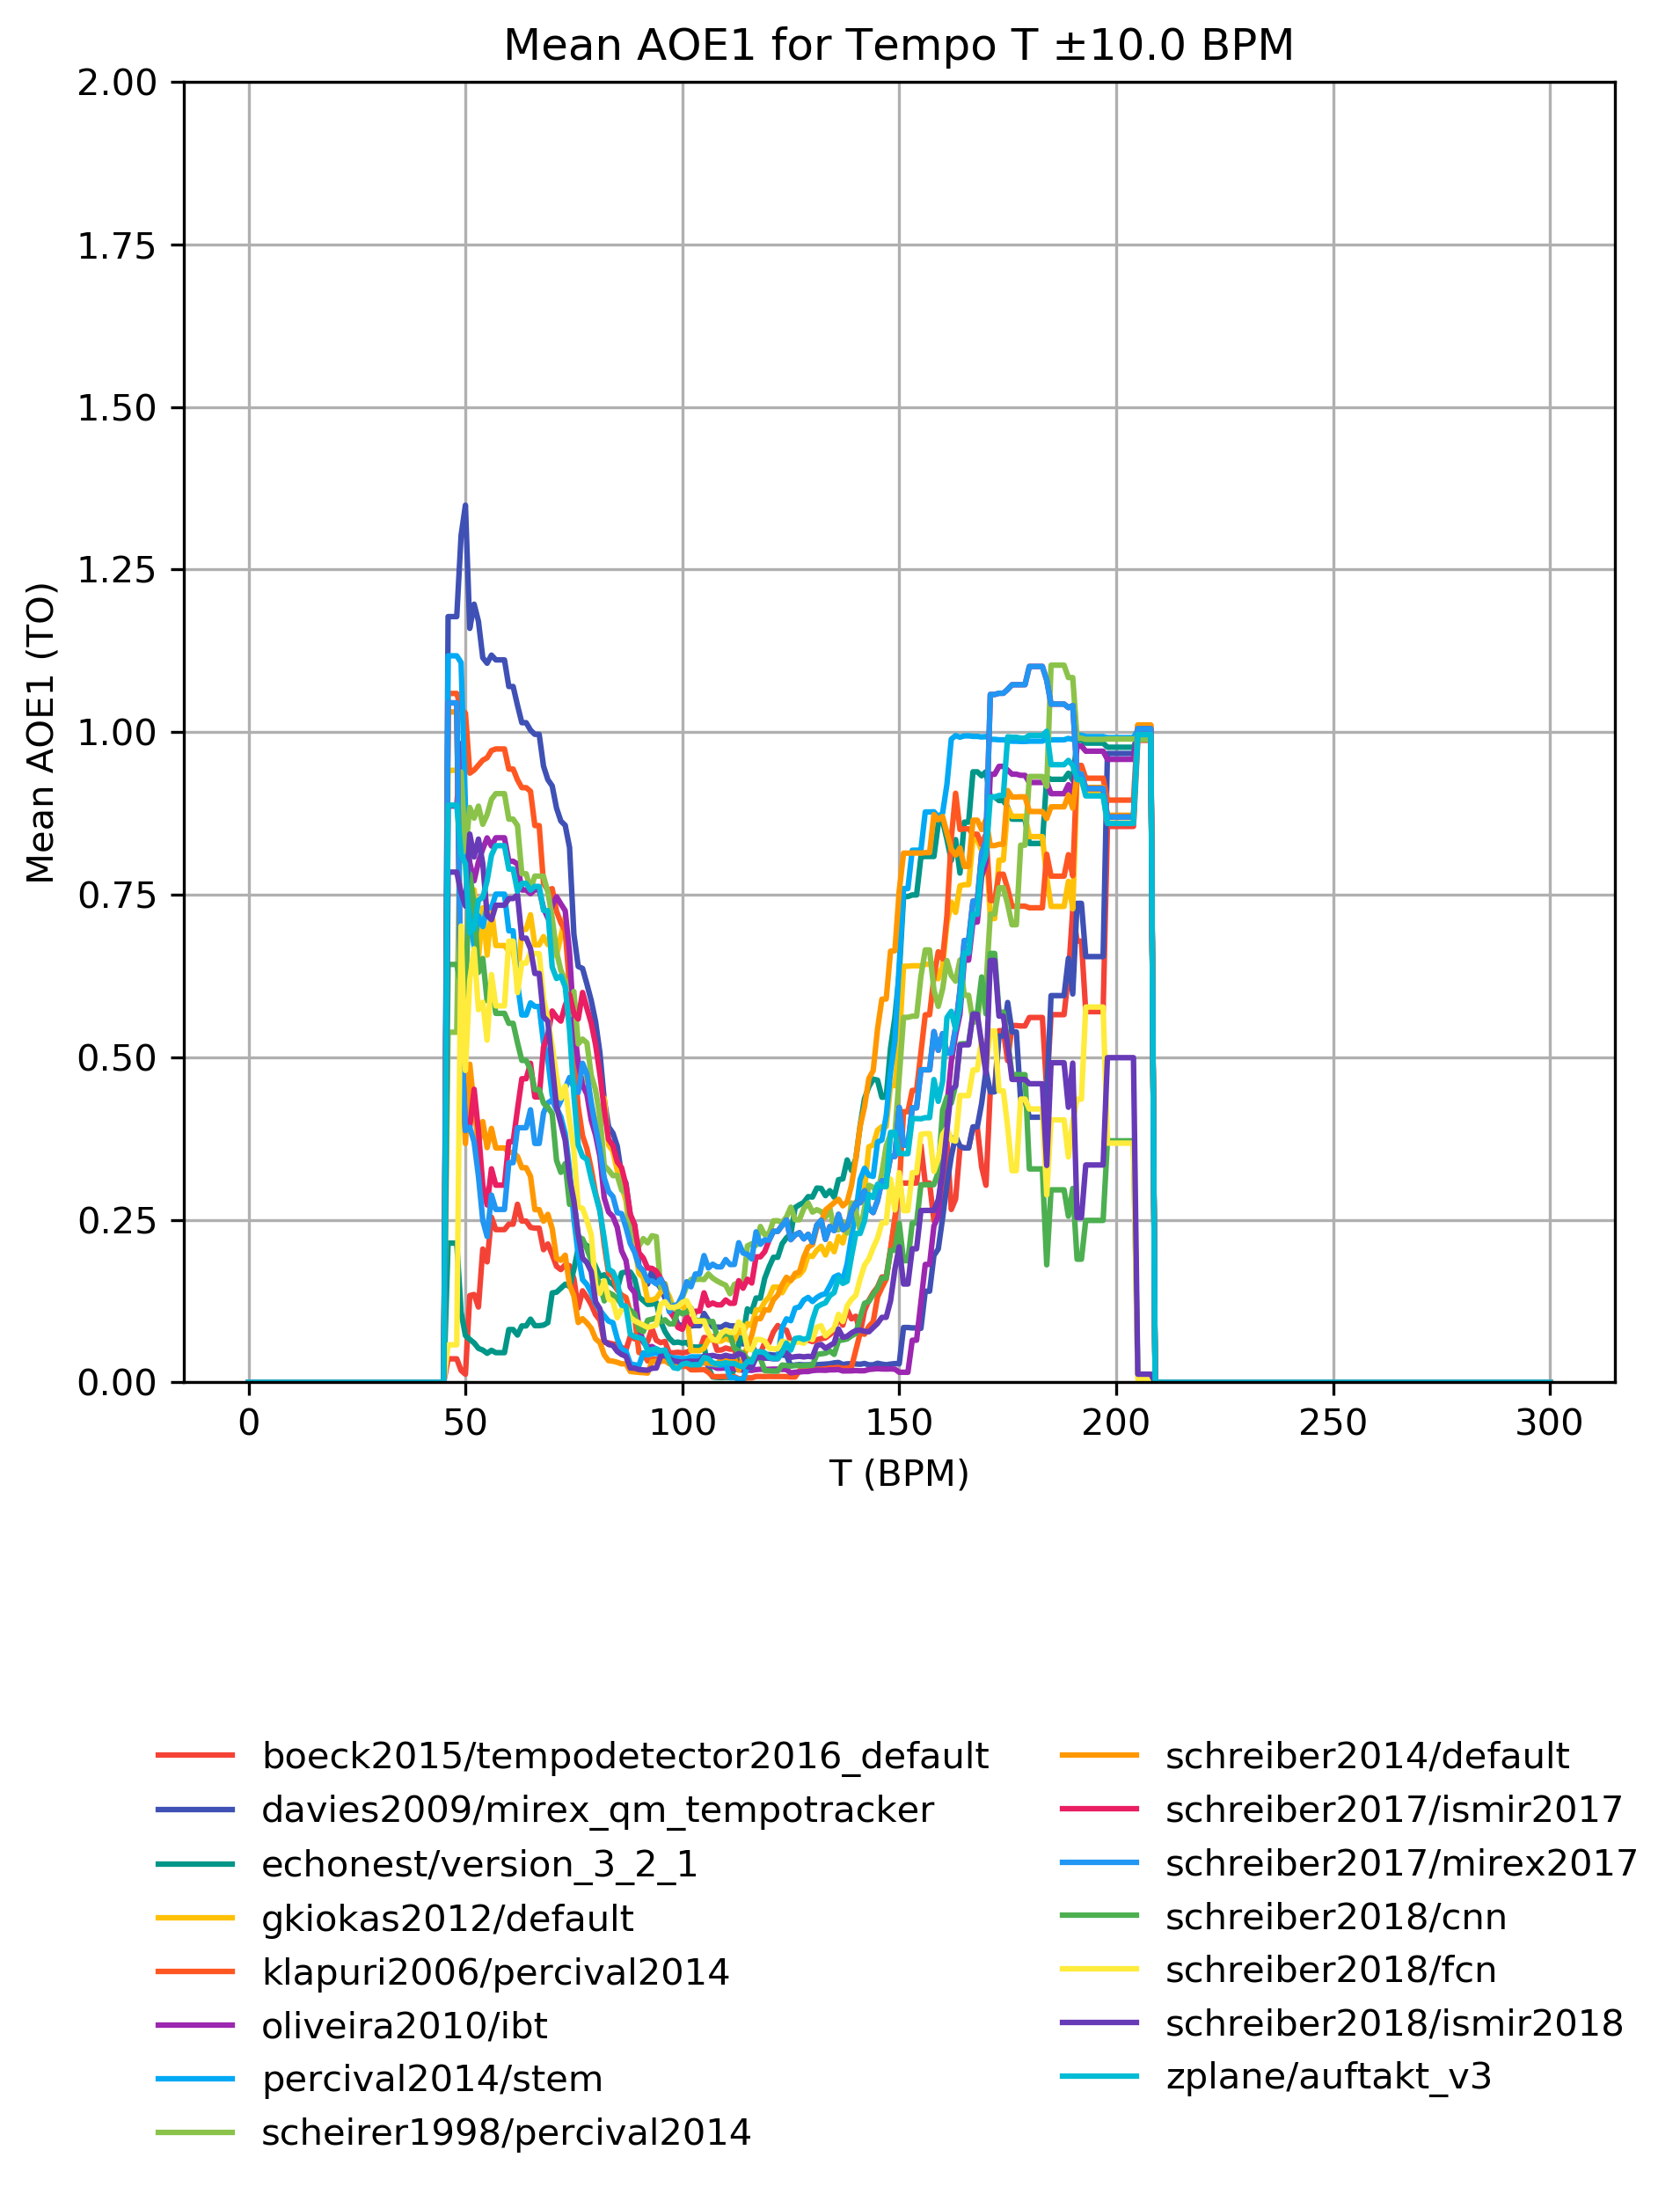 Mean AOE1 for Tempo T ±10.0 BPM
2.00
1.75
1.50
1.25
1.00
0.75
0.50
0.25
0.00
Mean AOE1 (TO)
0 50 100 150 200 250 300
T (BPM)
boeck2015/tempodetector2016_default
davies2009/mirex_qm_tempotracker
echonest/version_3_2_1
gkiokas2012/default
klapuri2006/percival2014
oliveira2010/ibt
percival2014/stem
scheirer1998/percival2014
schreiber2014/default
schreiber2017/ismir2017
schreiber2017/mirex2017
schreiber2018/cnn
schreiber2018/fcn
schreiber2018/ismir2018
zplane/auftakt_v3